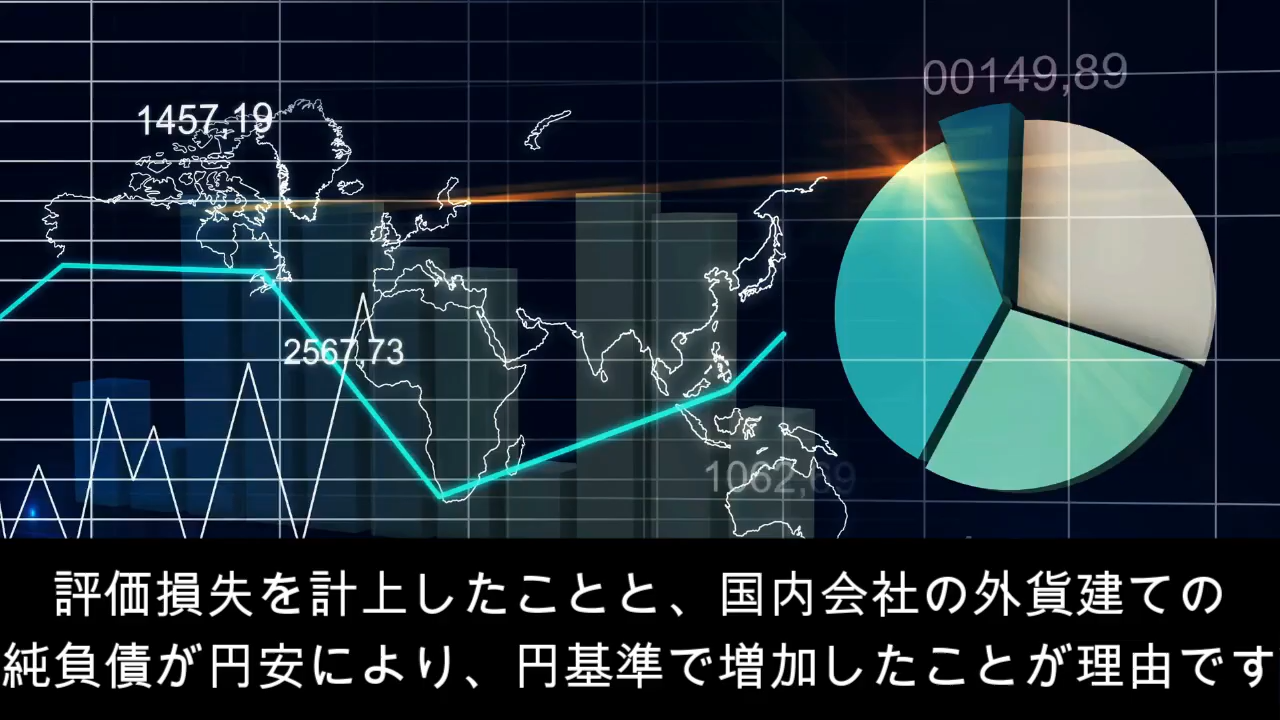 00149,89
1457,19
2567,73
1062,69
評価損失を計上したことと、国内会社の外貨建ての
純負債が円安により、円基準で増加したことが理由です